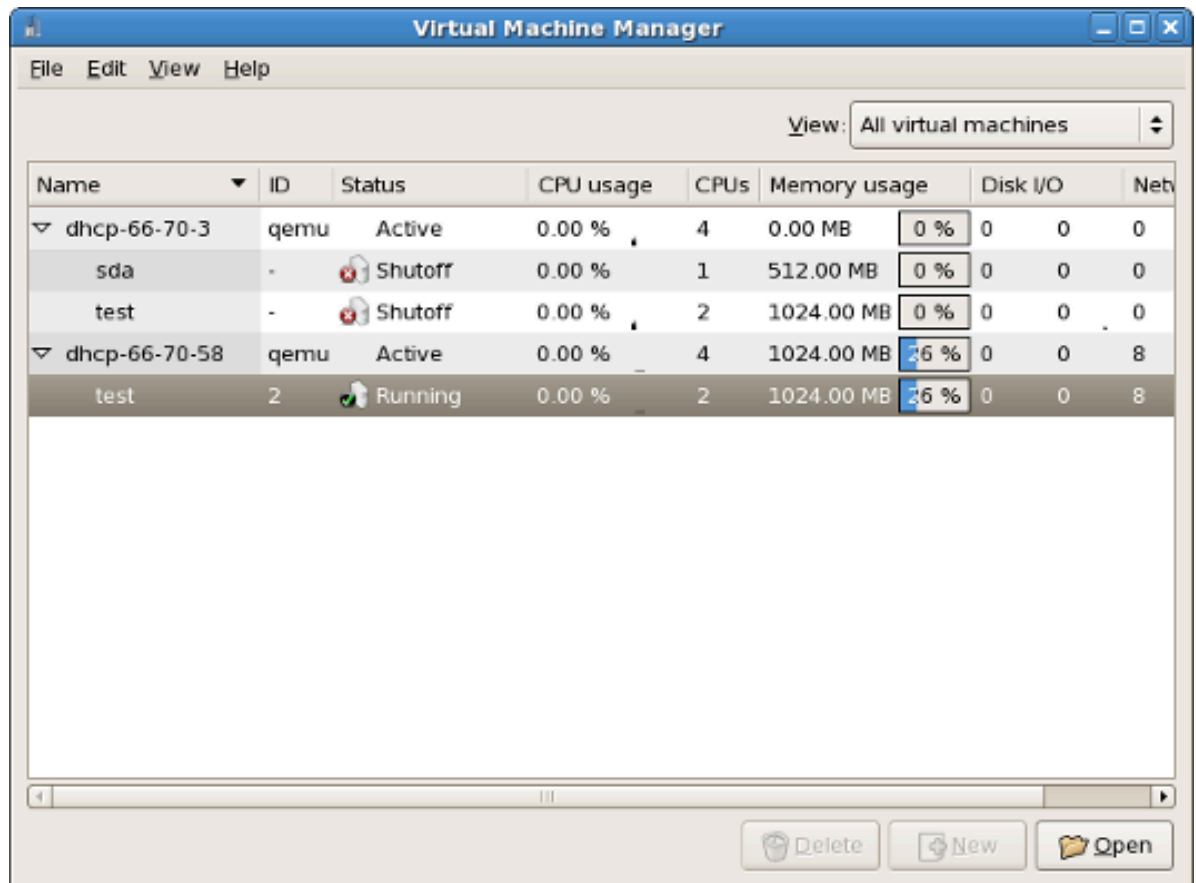 Virtual Machine Manager
File Edit View Help
View: All virtual machines
Name ID Status CPU usage CPUs Memory usage Disk I/O Netw
dhcp-66-70-3 qemu Active 0.00 % 4 0.00 MB 0 % 0 0 0
sda - Shutoff 0.00 % 1 512.00 MB 0 % 0 0 0
test - Shutoff 0.00 % 2 1024.00 MB 0 % 0 0 0
dhcp-66-70-58 qemu Active 0.00 % 4 1024.00 MB 26 % 0 0 8
test 2 Running 0.00 % 2 1024.00 MB 26 % 0 0 8
Delete New Open